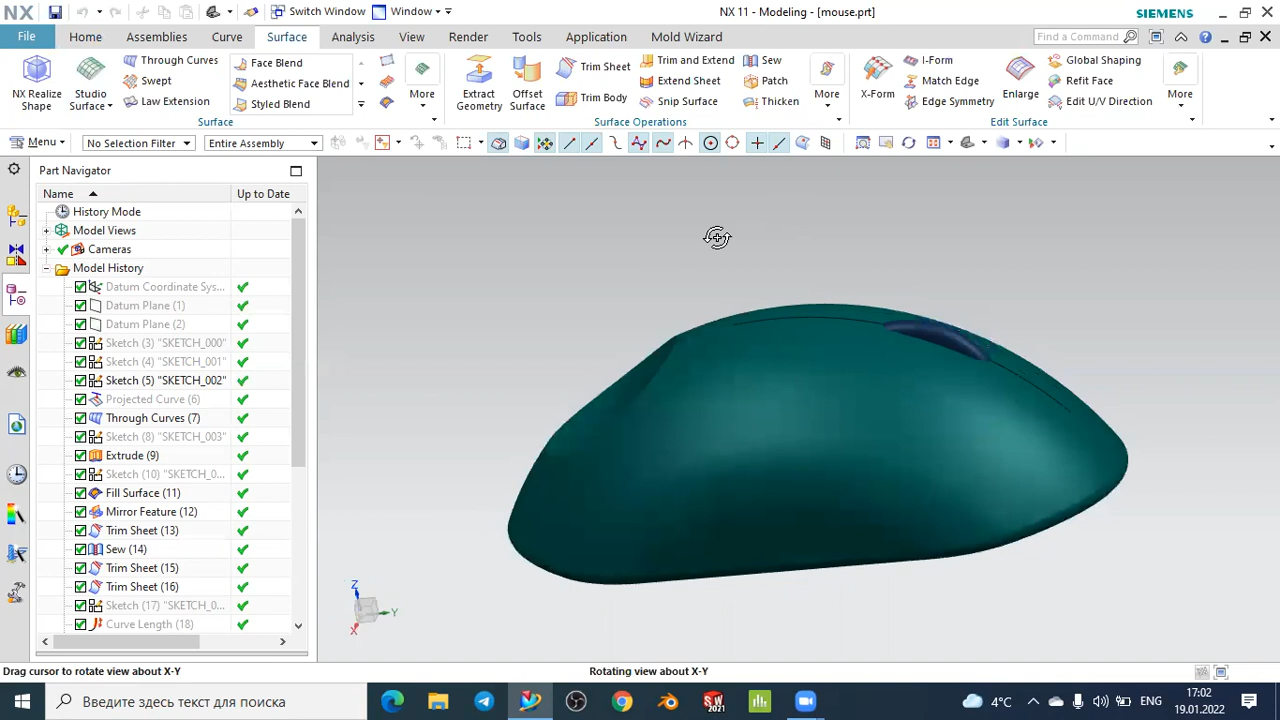 NX
Switch Window
Window
NX 11 - Modeling - [mouse.prt]
SIEMENS
File
Home
Assemblies
Curve
Surface
Analysis
View
Render
Tools
Application
Mold Wizard
Find a Command
NX Realize Shape
Studio Surface
Through Curves
Swept
Law Extension
Face Blend
Aesthetic Face Blend
Styled Blend
More
Surface
Extract Geometry
Offset Surface
Trim Sheet
Trim Body
Trim and Extend
Extend Sheet
Snip Surface
Sew
Patch
Thicken
More
Surface Operations
X-Form
I-Form
Match Edge
Edge Symmetry
Enlarge
Global Shaping
Refit Face
Edit U/V Direction
More
Edit Surface
Menu
No Selection Filter
Entire Assembly
Part Navigator
Name
Up to Date
History Mode
Model Views
Cameras
Model History
Datum Coordinate Sys...
Datum Plane (1)
Datum Plane (2)
Sketch (3) "SKETCH_000"
Sketch (4) "SKETCH_001"
Sketch (5) "SKETCH_002"
Projected Curve (6)
Through Curves (7)
Sketch (8) "SKETCH_003"
Extrude (9)
Sketch (10) "SKETCH_0...
Fill Surface (11)
Mirror Feature (12)
Trim Sheet (13)
Sew (14)
Trim Sheet (15)
Trim Sheet (16)
Sketch (17) "SKETCH_0...
Curve Length (18)
Z
Y
X
Drag cursor to rotate view about X-Y
Rotating view about X-Y
Введите здесь текст для поиска
SW
2021
4°C
ENG
17:02
19.01.2022